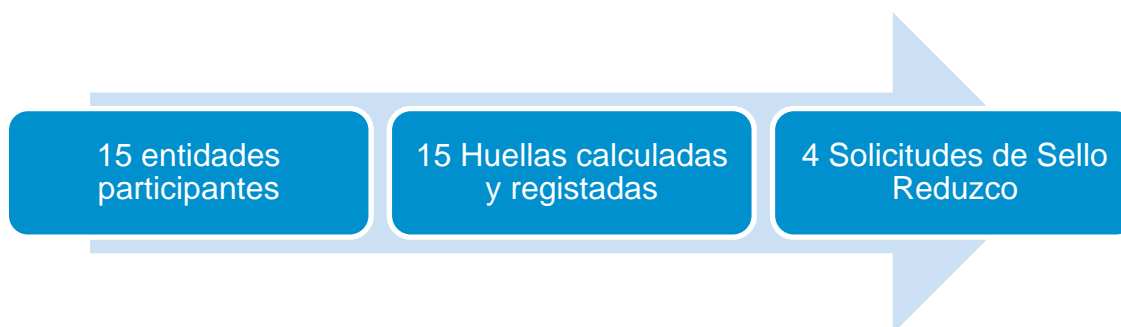 15 entidades
participantes
15 Huellas calculadas
y registadas
4 Solicitudes de Sello
Reduzco